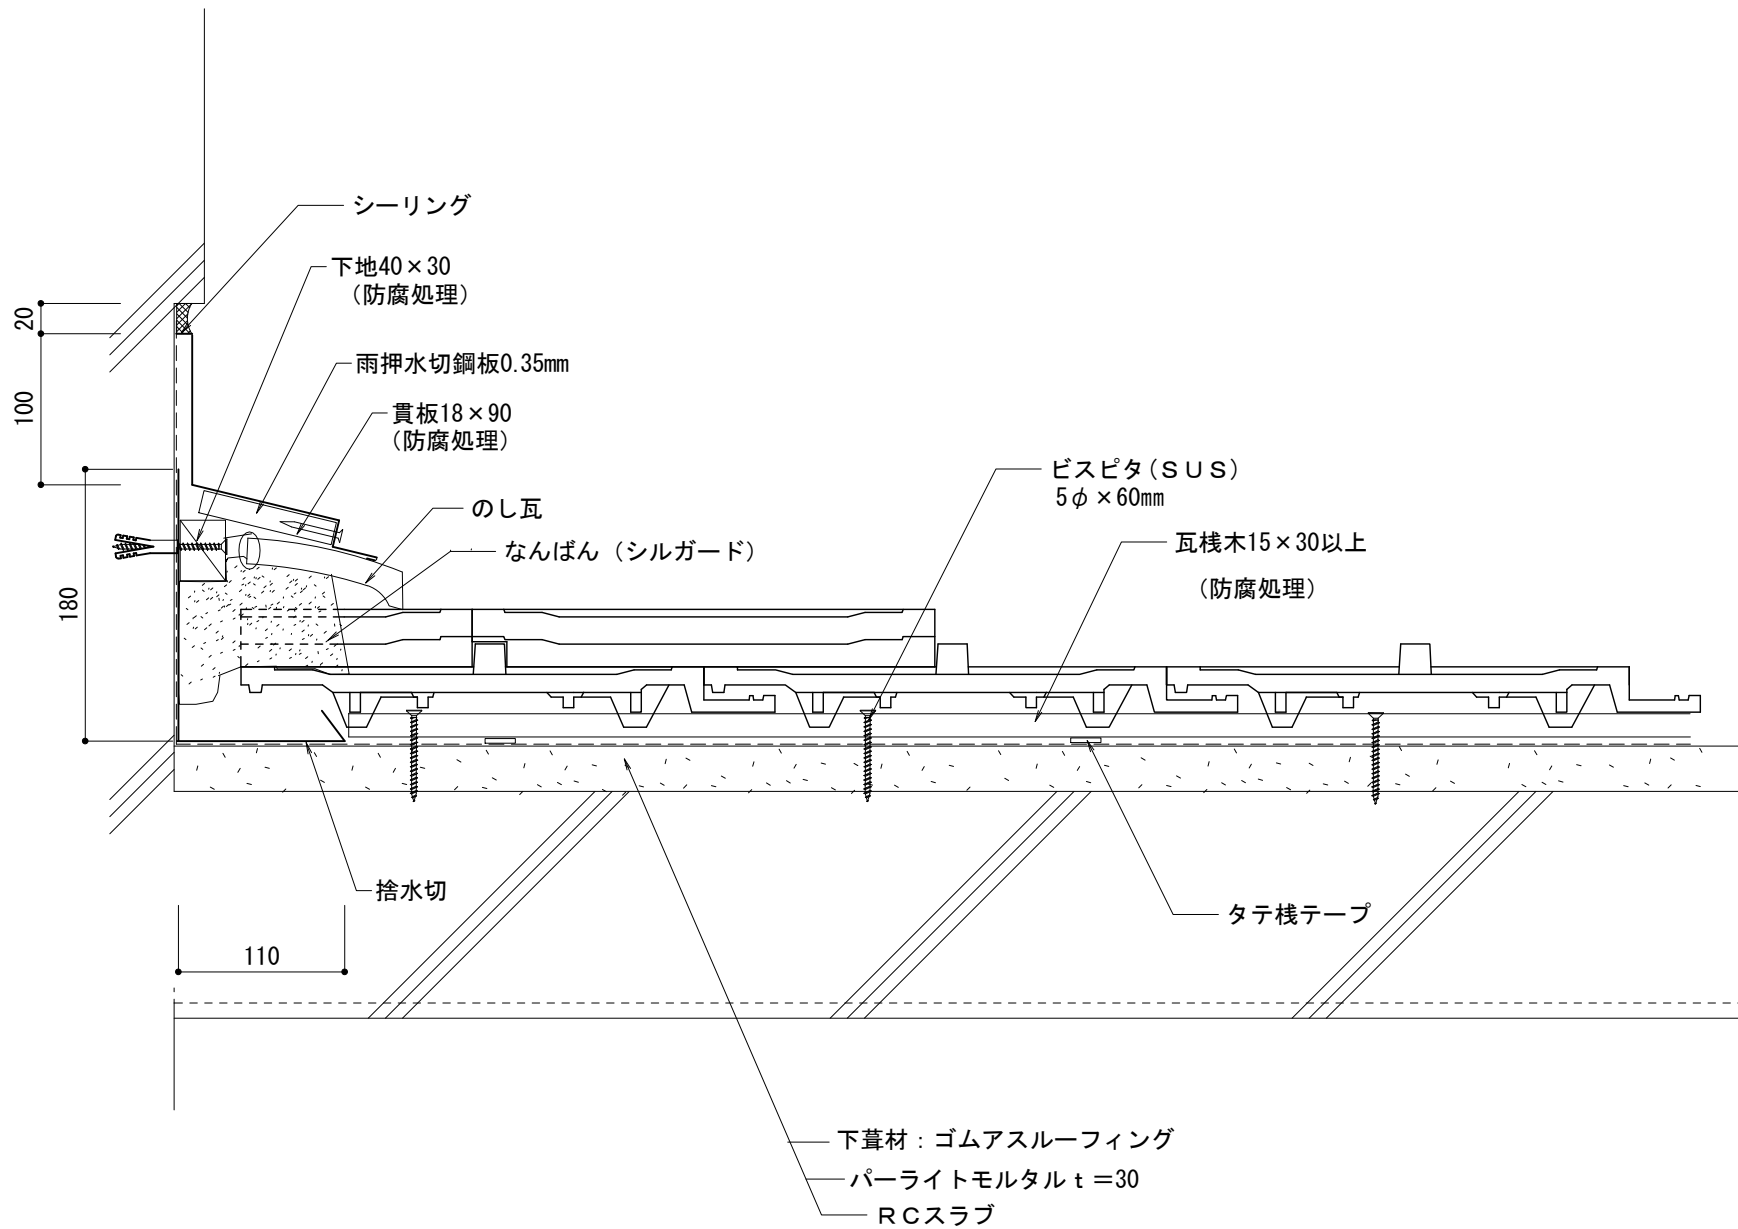 シーリング
下地40×30
（防腐処理）
20
雨押水切鋼板0.35mm
100
貫板18×90
（防腐処理）
ビスピタ（ＳＵＳ）
5φ×60mm
のし瓦
なんばん（シルガード）
瓦桟木15×30以上
（防腐処理）
180
捨水切
タテ桟テープ
110
下葺材：ゴムアスルーフィング
パーライトモルタルｔ＝30
ＲＣスラブ